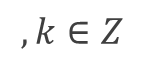 , k ∈ Z